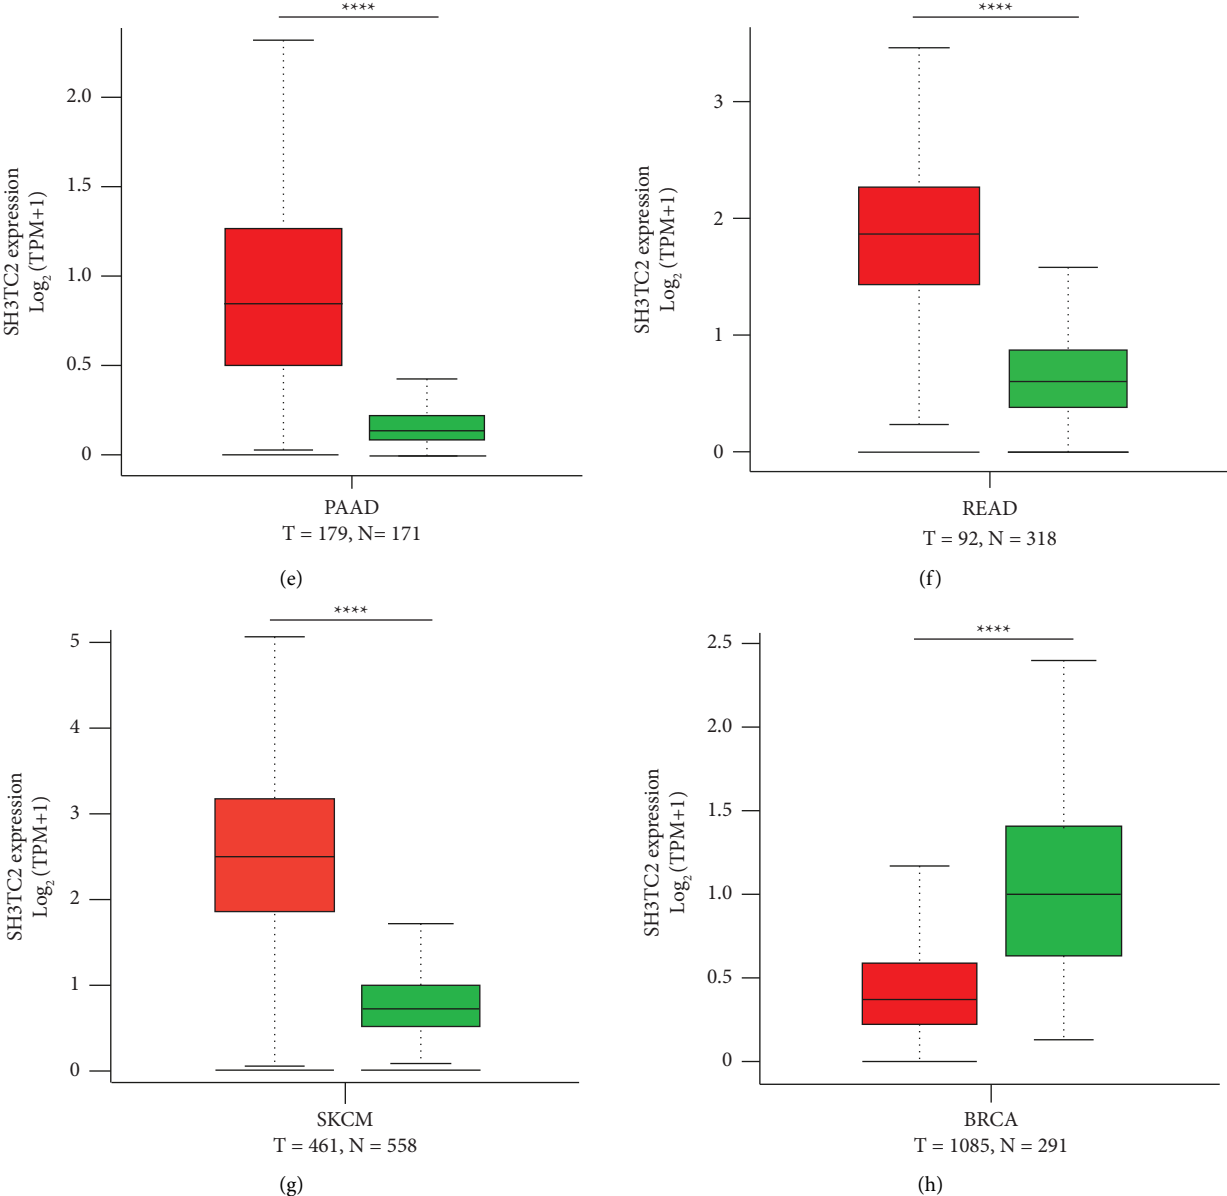 ****
2.0
1.5
1.0
0.5
0
SH3TC2 expression
Log2 (TPM+1)
PAAD
T = 179, N= 171
(e)
****
3
2
1
0
SH3TC2 expression
Log2 (TPM+1)
READ
T = 92, N = 318
(f)
****
5
4
3
2
1
0
SH3TC2 expression
Log2 (TPM+1)
SKCM
T = 461, N = 558
(g)
****
2.5
2.0
1.5
1.0
0.5
0
SH3TC2 expression
Log2 (TPM+1)
BRCA
T = 1085, N = 291
(h)